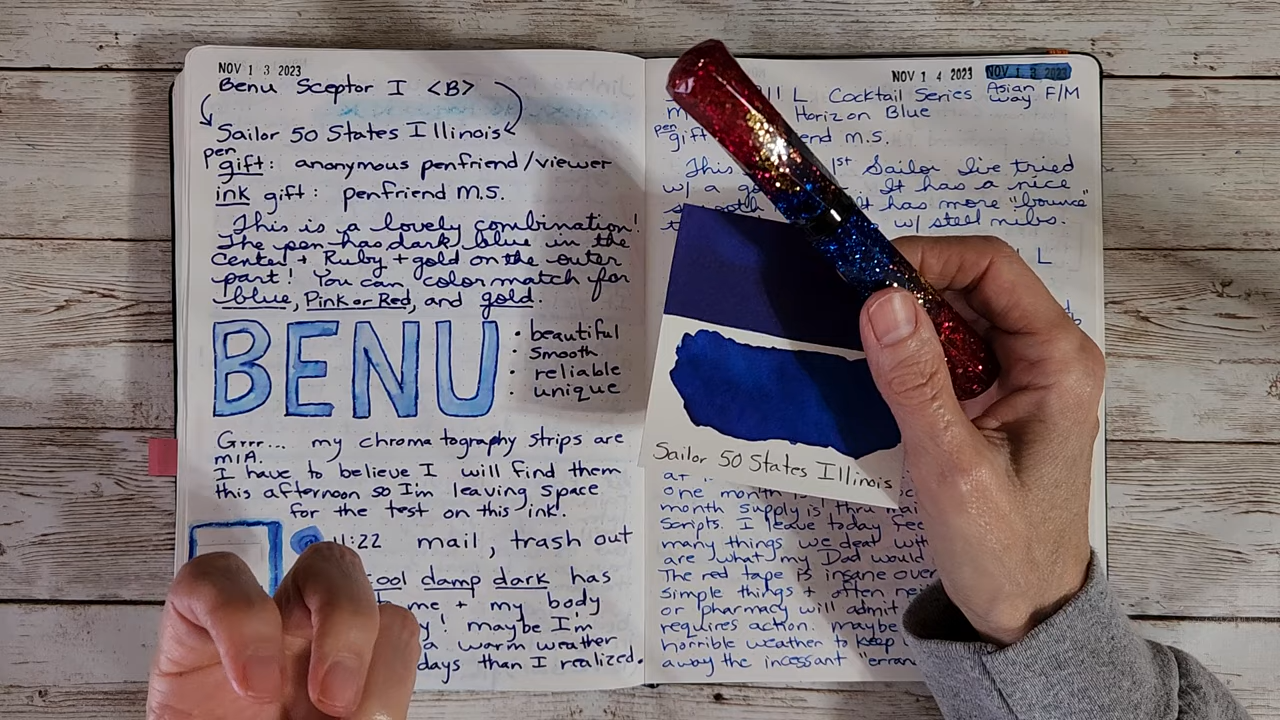 NOV 1 3 2023
Benu Sceptor I <B>
Sailor 50 States Illinois
pen
gift: anonymous penfriend/viewer
ink gift: penfriend M.S.
This is a lovely combination!
The pen has dark blue in the
center + Ruby + gold on the outer
part! You can color match for
blue, Pink or Red, and gold.
BENU
• beautiful
• smooth
• reliable
• unique
Grrr... my chromatography strips are
MIA.
I have to believe I will find them
this afternoon so I'm leaving space
for the test on this ink.
11:22 mail, trash out
cool damp dark has
me + my body
maybe I'm
a warm weather
days than I realized.
NOV 1 4 2023 NOV 1 3 2023
L Cocktail Series Asian way F/M
Horizon Blue
pen
gift m.s.
This 1st Sailor I've tried
w/ a It has a nice
It has more "bounce"
w/ steel nibs.
L
Sailor 50 States Illinois
one month is
month supply is thru mail
scripts. I leave today
many things we deal with
are what my Dad would
The red tape is insane over
simple things + often
or pharmacy will admit
requires action. maybe
horrible weather to keep
away the incessant "erran